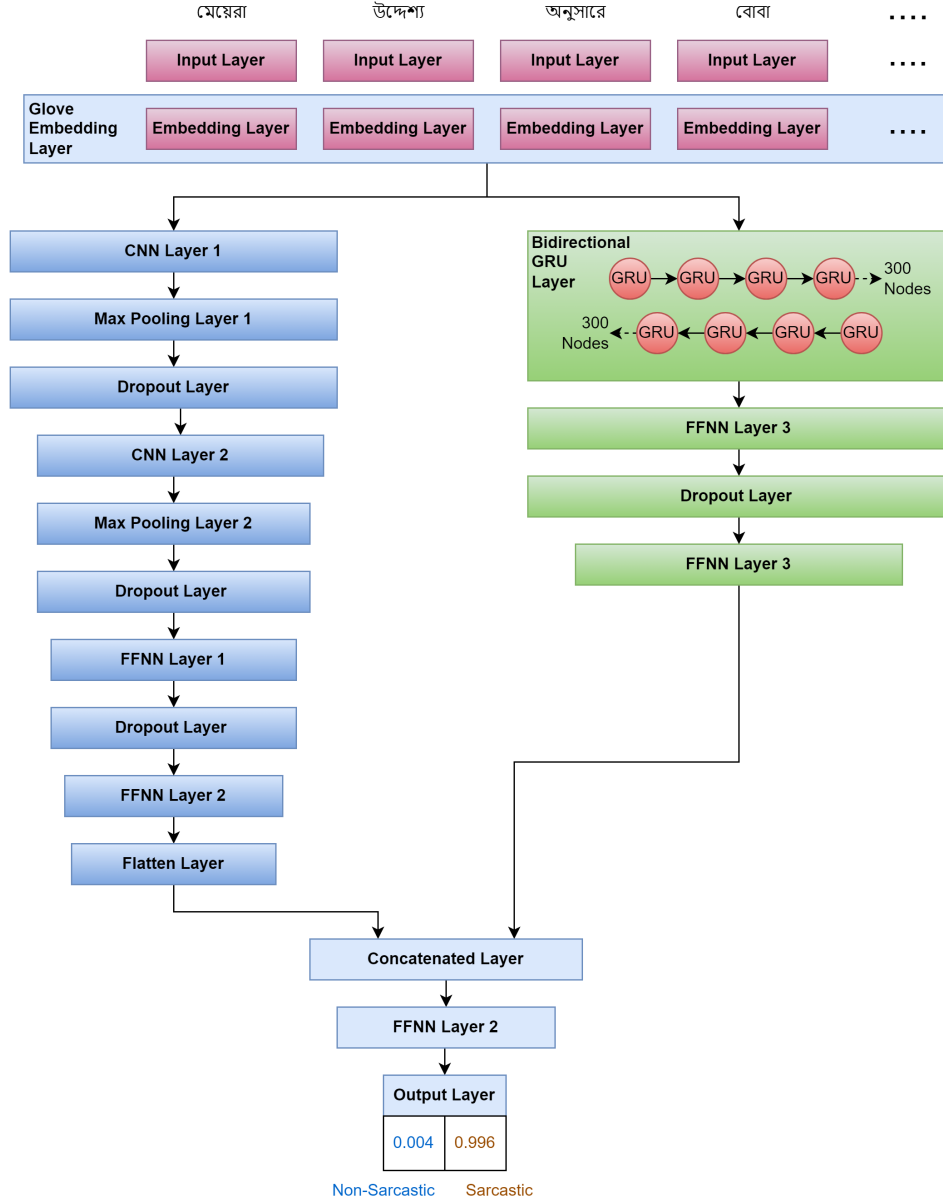 মেয়েরা উদ্দেশ্য অনুসারে বোবা ....
Input Layer Input Layer Input Layer Input Layer ....
Glove
Embedding
Layer
Embedding Layer Embedding Layer Embedding Layer Embedding Layer ....
CNN Layer 1
Max Pooling Layer 1
Dropout Layer
CNN Layer 2
Max Pooling Layer 2
Dropout Layer
FFNN Layer 1
Dropout Layer
FFNN Layer 2
Flatten Layer
Bidirectional
GRU
Layer
GRU GRU GRU GRU
300
Nodes
300
Nodes
GRU GRU GRU GRU
FFNN Layer 3
Dropout Layer
FFNN Layer 3
Concatenated Layer
FFNN Layer 2
Output Layer
0.004 0.996
Non-Sarcastic Sarcastic